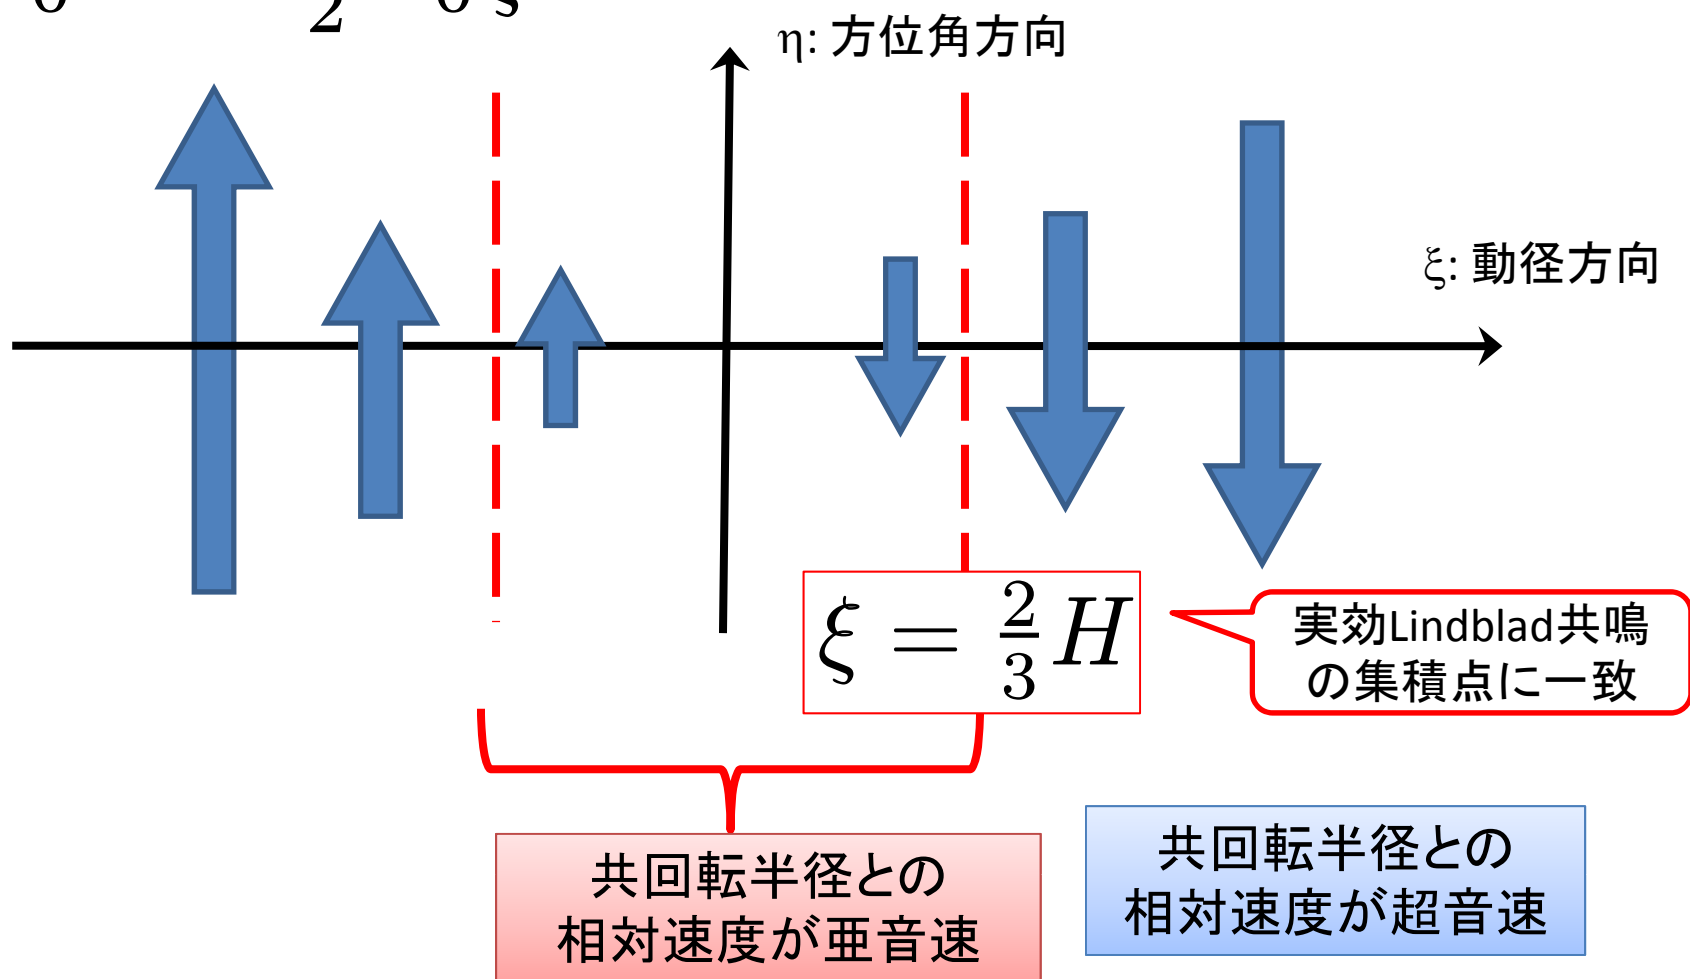 η: 方位角方向
ξ: 動径方向
ξ = 2/3 H
実効Lindblad共鳴
の集積点に一致
共回転半径との
相対速度が亜音速
共回転半径との
相対速度が超音速